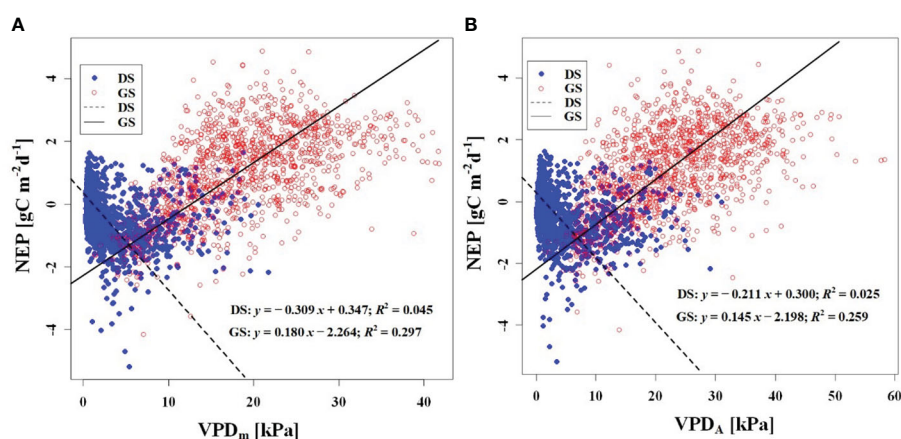 A
DS
GS
DS
GS
NEP [gC m⁻²d⁻¹]
4
2
0
-2
-4
DS: y = − 0.309 x + 0.347; R² = 0.045
GS: y = 0.180 x − 2.264; R² = 0.297
0 10 20 30 40
VPDₘ [kPa]
B
DS
GS
DS
GS
NEP [gC m⁻²d⁻¹]
4
2
0
-2
-4
DS: y = − 0.211 x + 0.300; R² = 0.025
GS: y = 0.145 x − 2.198; R² = 0.259
0 10 20 30 40 50 60
VPD_A [kPa]